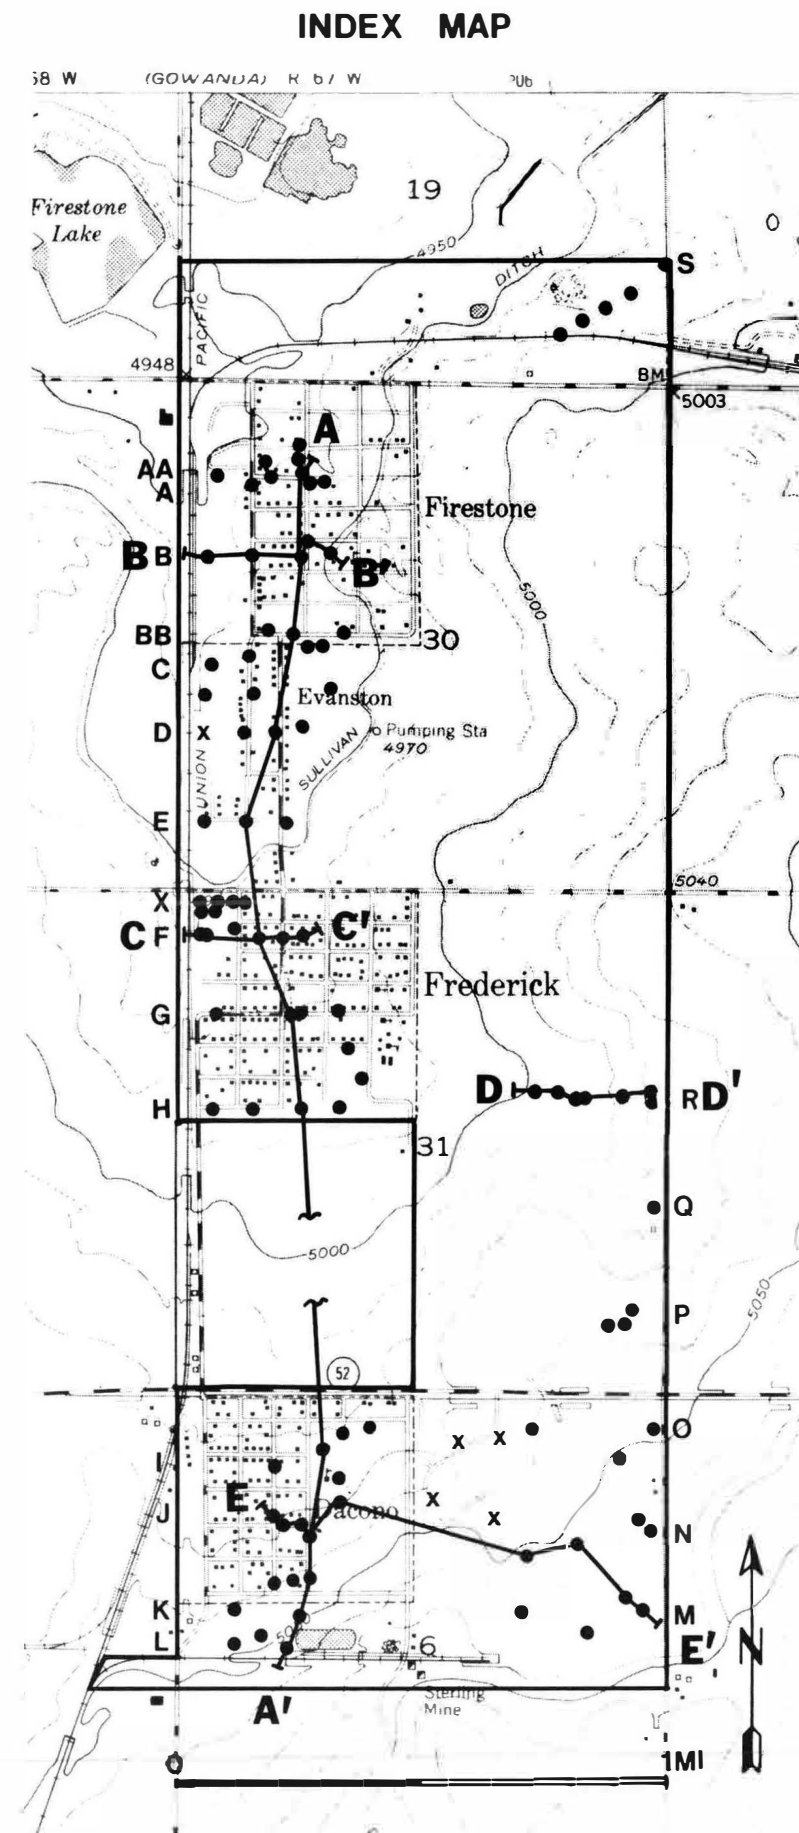 INDEX MAP
58 W (GOWANDA) R 67 W
19
Firestone
Lake
4950
DITCH
S
PACIFIC
4948
BM
5003
A
AA
A
Firestone
B B
B'
5000
BB
30
C
Evanston
D X
Pumping Sta
4970
UNION
SULLIVAN
E
5040
X
C F
C'
Frederick
G
D
R D'
H
31
Q
5000
P
5050
52
X X
O
I
E
X
J
Dacono
X
N
K
M
L
6
E'
N
Sterling
Mine
A'
0
1MI